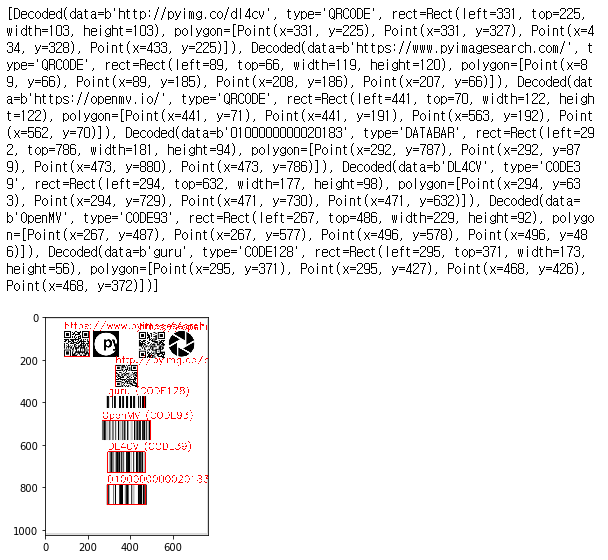 [Decoded(data=b'http://pyimg.co/dl4cv', type='QRCODE', rect=Rect(left=331, top=225,
width=103, height=103), polygon=[Point(x=331, y=225), Point(x=331, y=327), Point(x=4
34, y=328), Point(x=433, y=225)]), Decoded(data=b'https://www.pyimagesearch.com/', t
ype='QRCODE', rect=Rect(left=89, top=66, width=119, height=120), polygon=[Point(x=8
9, y=66), Point(x=89, y=185), Point(x=208, y=186), Point(x=207, y=66)]), Decoded(dat
a=b'https://openmv.io/', type='QRCODE', rect=Rect(left=441, top=70, width=122, heigh
t=122), polygon=[Point(x=441, y=71), Point(x=441, y=191), Point(x=563, y=192), Point
(x=562, y=70)]), Decoded(data=b'0100000000020183', type='DATABAR', rect=Rect(left=29
2, top=786, width=181, height=94), polygon=[Point(x=292, y=787), Point(x=292, y=87
9), Point(x=473, y=880), Point(x=473, y=786)]), Decoded(data=b'DL4CV', type='CODE3
9', rect=Rect(left=294, top=632, width=177, height=98), polygon=[Point(x=294, y=63
3), Point(x=294, y=729), Point(x=471, y=730), Point(x=471, y=632)]), Decoded(data=
b'OpenMV', type='CODE93', rect=Rect(left=267, top=486, width=229, height=92), polygo
n=[Point(x=267, y=487), Point(x=267, y=577), Point(x=496, y=578), Point(x=496, y=48
6)]), Decoded(data=b'guru', type='CODE128', rect=Rect(left=295, top=371, width=173,
height=56), polygon=[Point(x=295, y=371), Point(x=295, y=427), Point(x=468, y=426),
Point(x=468, y=372)])]
0
200
400
600
800
1000
0 200 400 600
py
guru (CODE128)
OpenMV (CODE93)
DL4CV (CODE39)